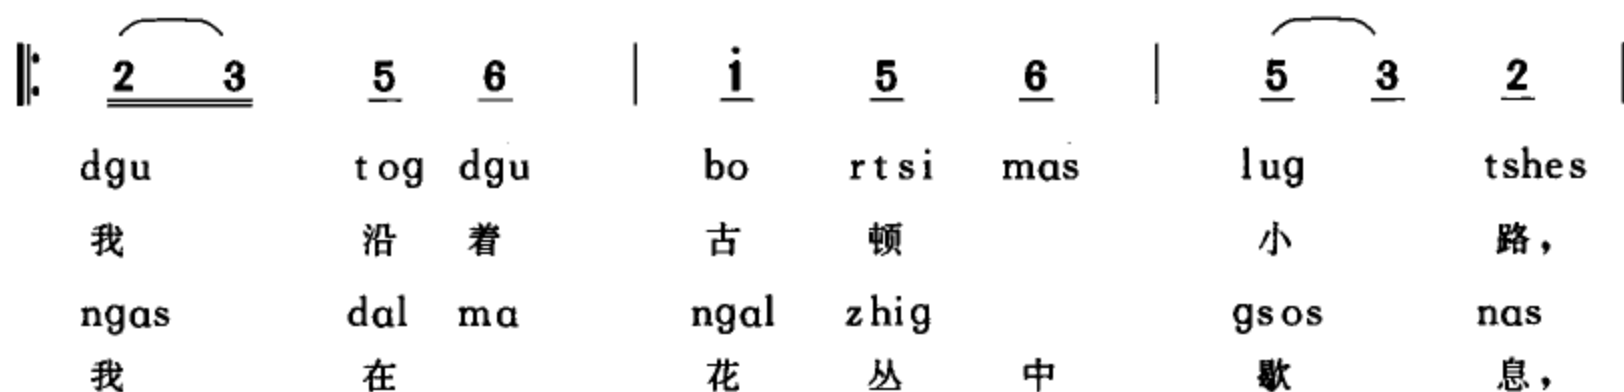 2 3 5 6 | i 5 6 | 5 3 2 |
dgu tog dgu bo rtsi mas lug tshes
我 沿 着 古 顿 小 路，
ngas dal ma ngal zhig gsos nas
我 在 花 丛 中 歇 息，